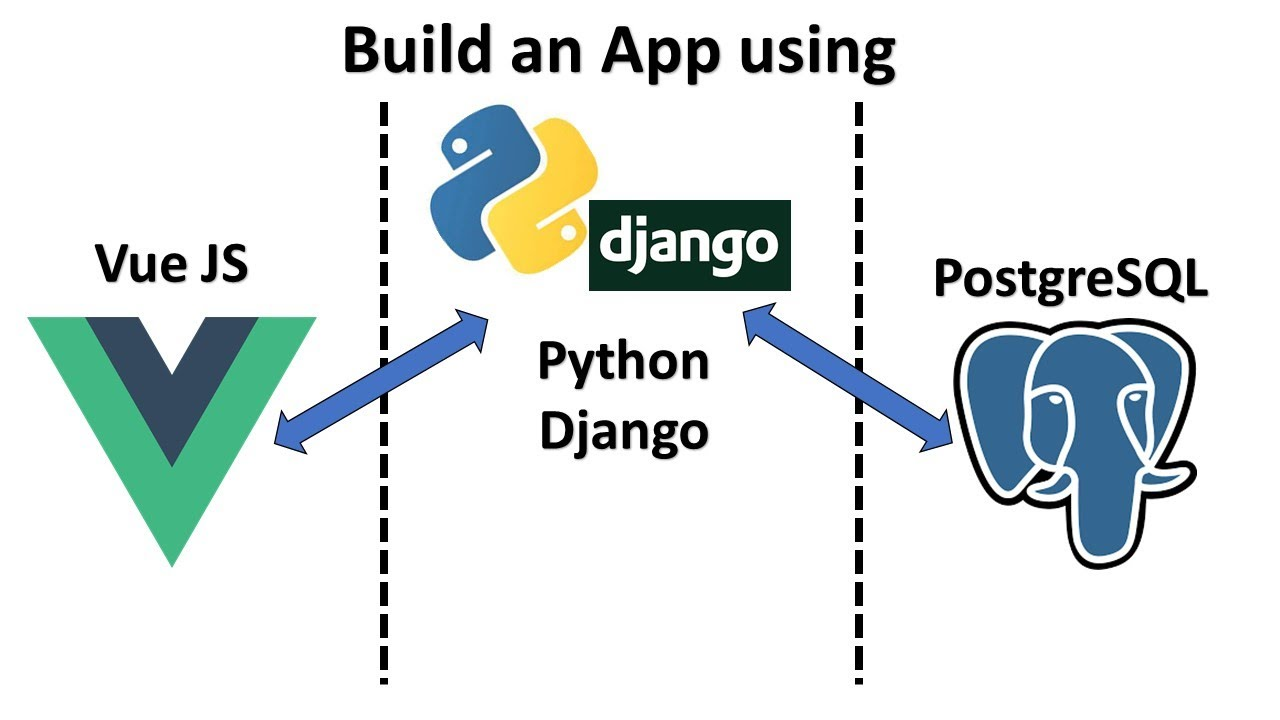 Build an App using
django
Vue JS
PostgreSQL
Python
Django